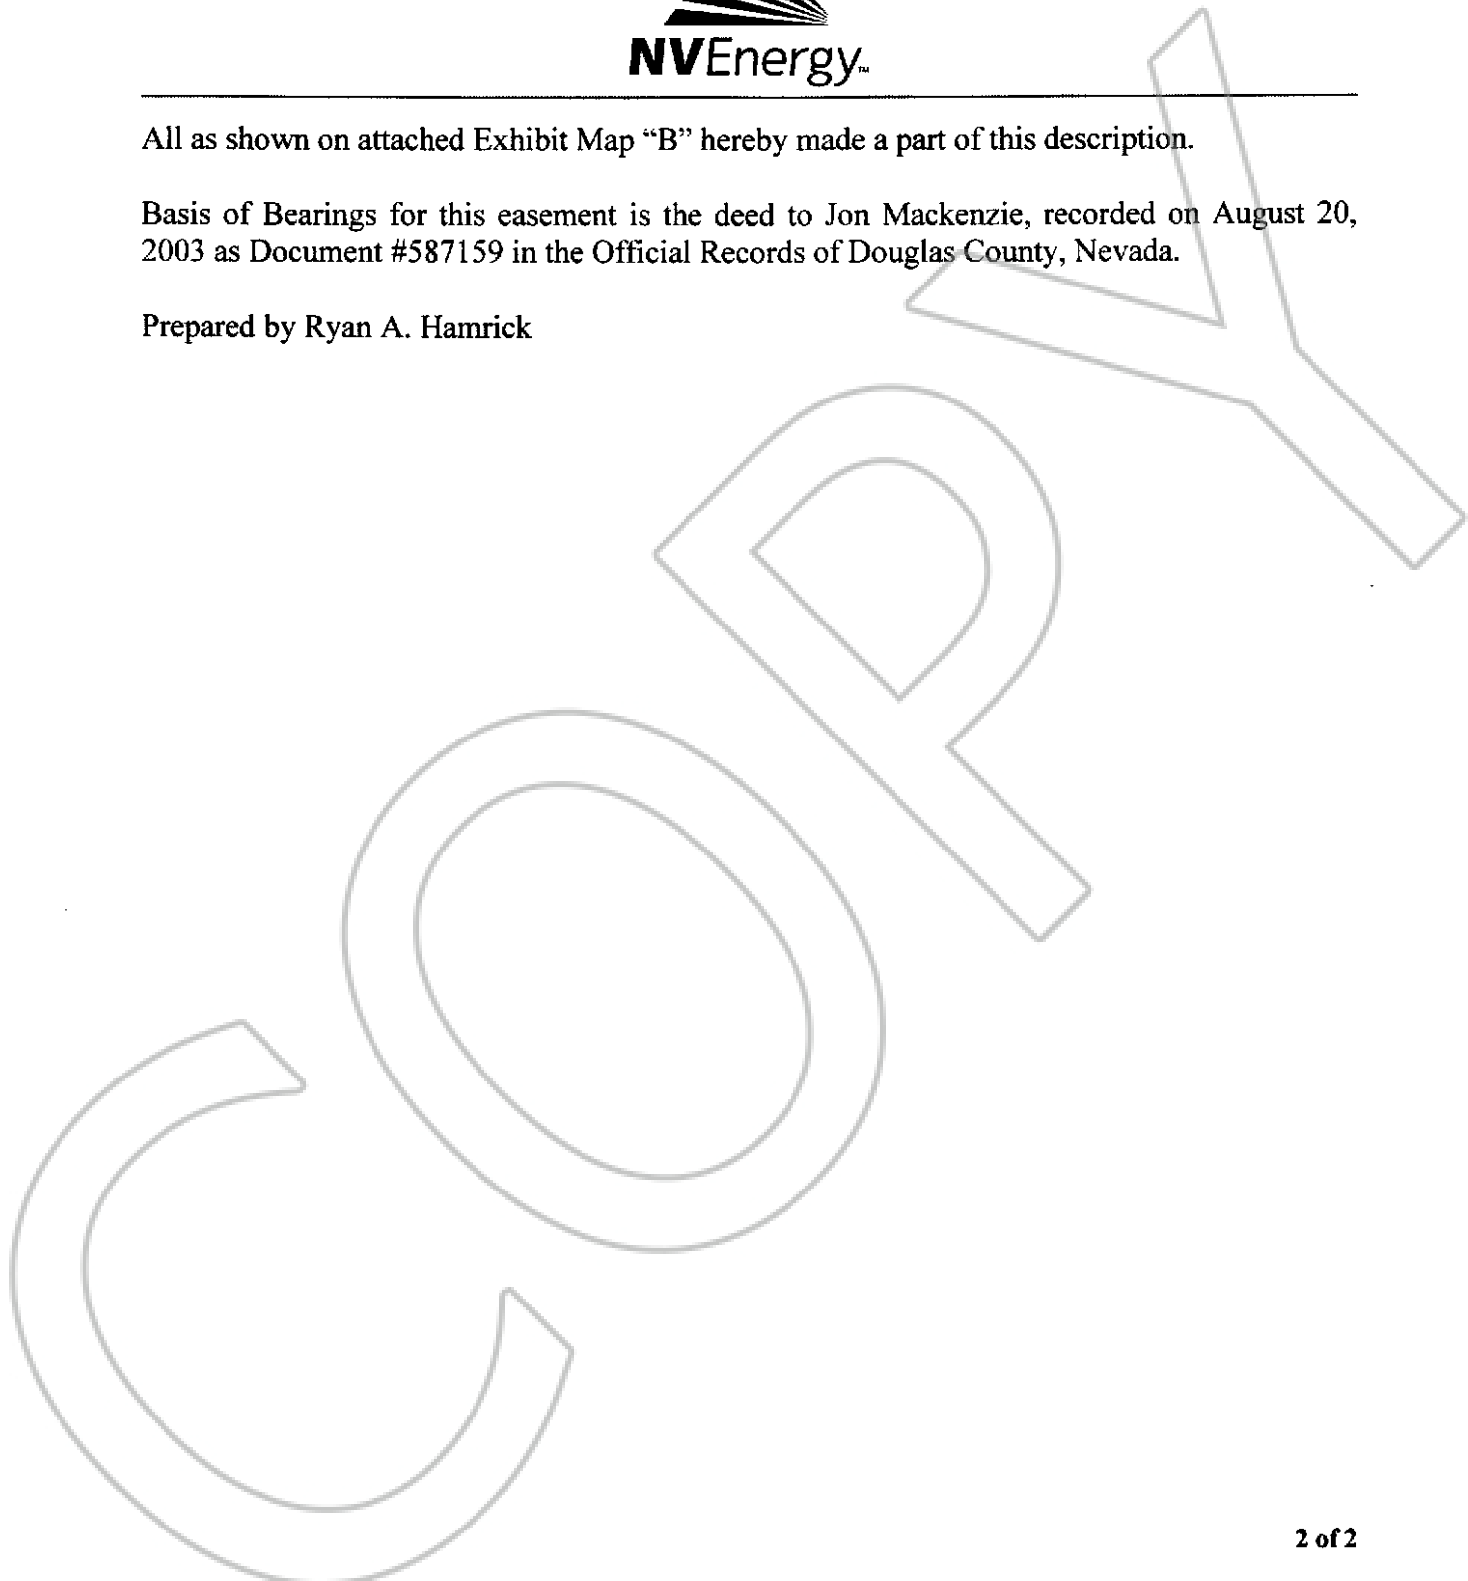 NVEnergy™
All as shown on attached Exhibit Map “B” hereby made a part of this description.
Basis of Bearings for this easement is the deed to Jon Mackenzie, recorded on August 20,
2003 as Document #587159 in the Official Records of Douglas County, Nevada.
Prepared by Ryan A. Hamrick
COPY
2 of 2